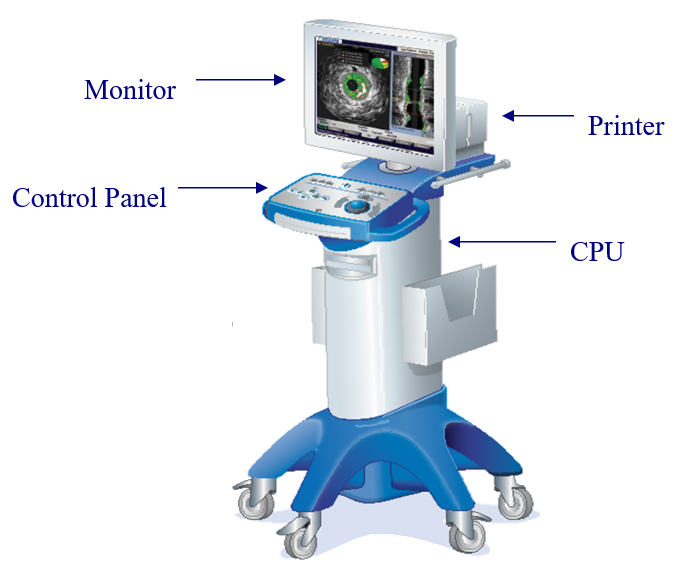 Monitor
Printer
Control Panel
CPU